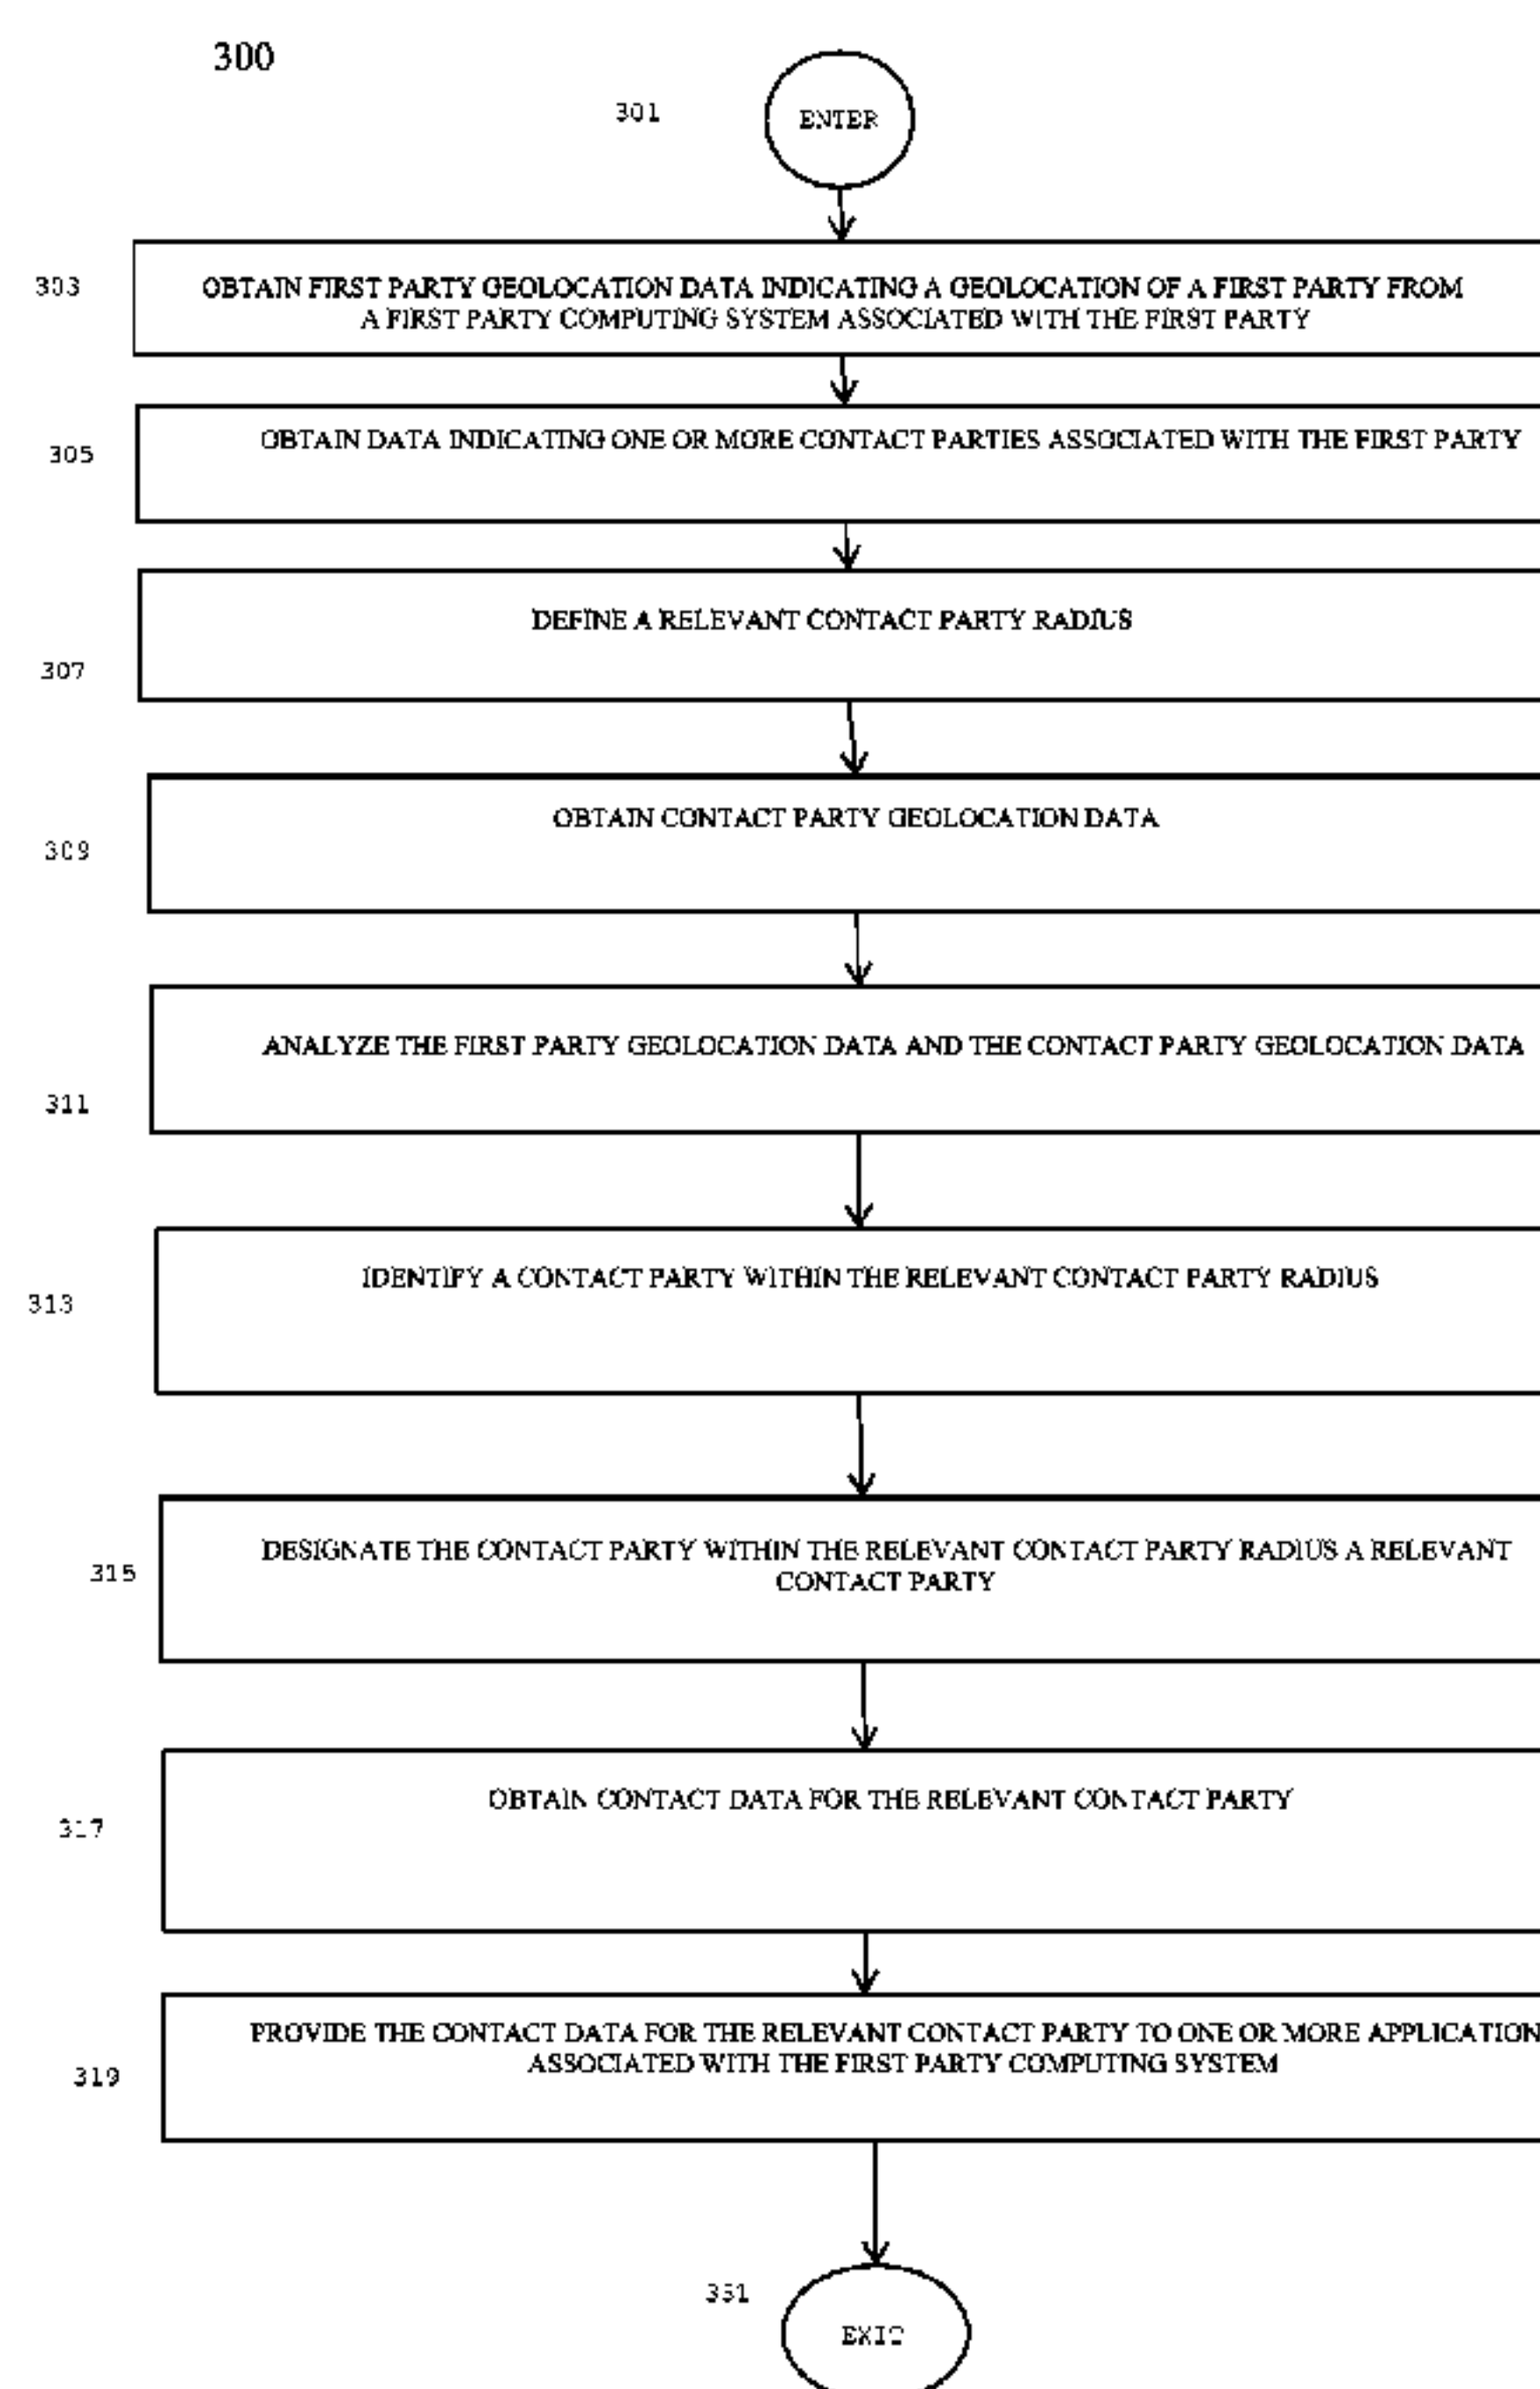 300
301
ENTER
303
OBTAIN FIRST PARTY GEOLOCATION DATA INDICATING A GEOLOCATION OF A FIRST PARTY FROM
A FIRST PARTY COMPUTING SYSTEM ASSOCIATED WITH THE FIRST PARTY
305
OBTAIN DATA INDICATING ONE OR MORE CONTACT PARTIES ASSOCIATED WITH THE FIRST PARTY
307
DEFINE A RELEVANT CONTACT PARTY RADIUS
309
OBTAIN CONTACT PARTY GEOLOCATION DATA
311
ANALYZE THE FIRST PARTY GEOLOCATION DATA AND THE CONTACT PARTY GEOLOCATION DATA
313
IDENTIFY A CONTACT PARTY WITHIN THE RELEVANT CONTACT PARTY RADIUS
315
DESIGNATE THE CONTACT PARTY WITHIN THE RELEVANT CONTACT PARTY RADIUS A RELEVANT
CONTACT PARTY
317
OBTAIN CONTACT DATA FOR THE RELEVANT CONTACT PARTY
319
PROVIDE THE CONTACT DATA FOR THE RELEVANT CONTACT PARTY TO ONE OR MORE APPLICATION
ASSOCIATED WITH THE FIRST PARTY COMPUTING SYSTEM
EXIT